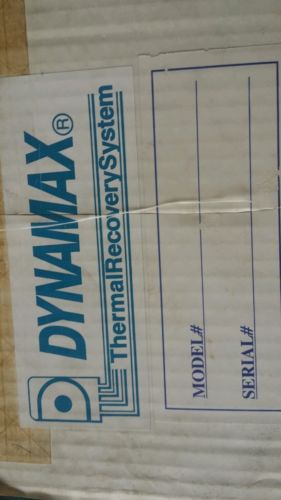 DYNAMAX®
ThermalRecoverySystem
MODEL#
SERIAL#